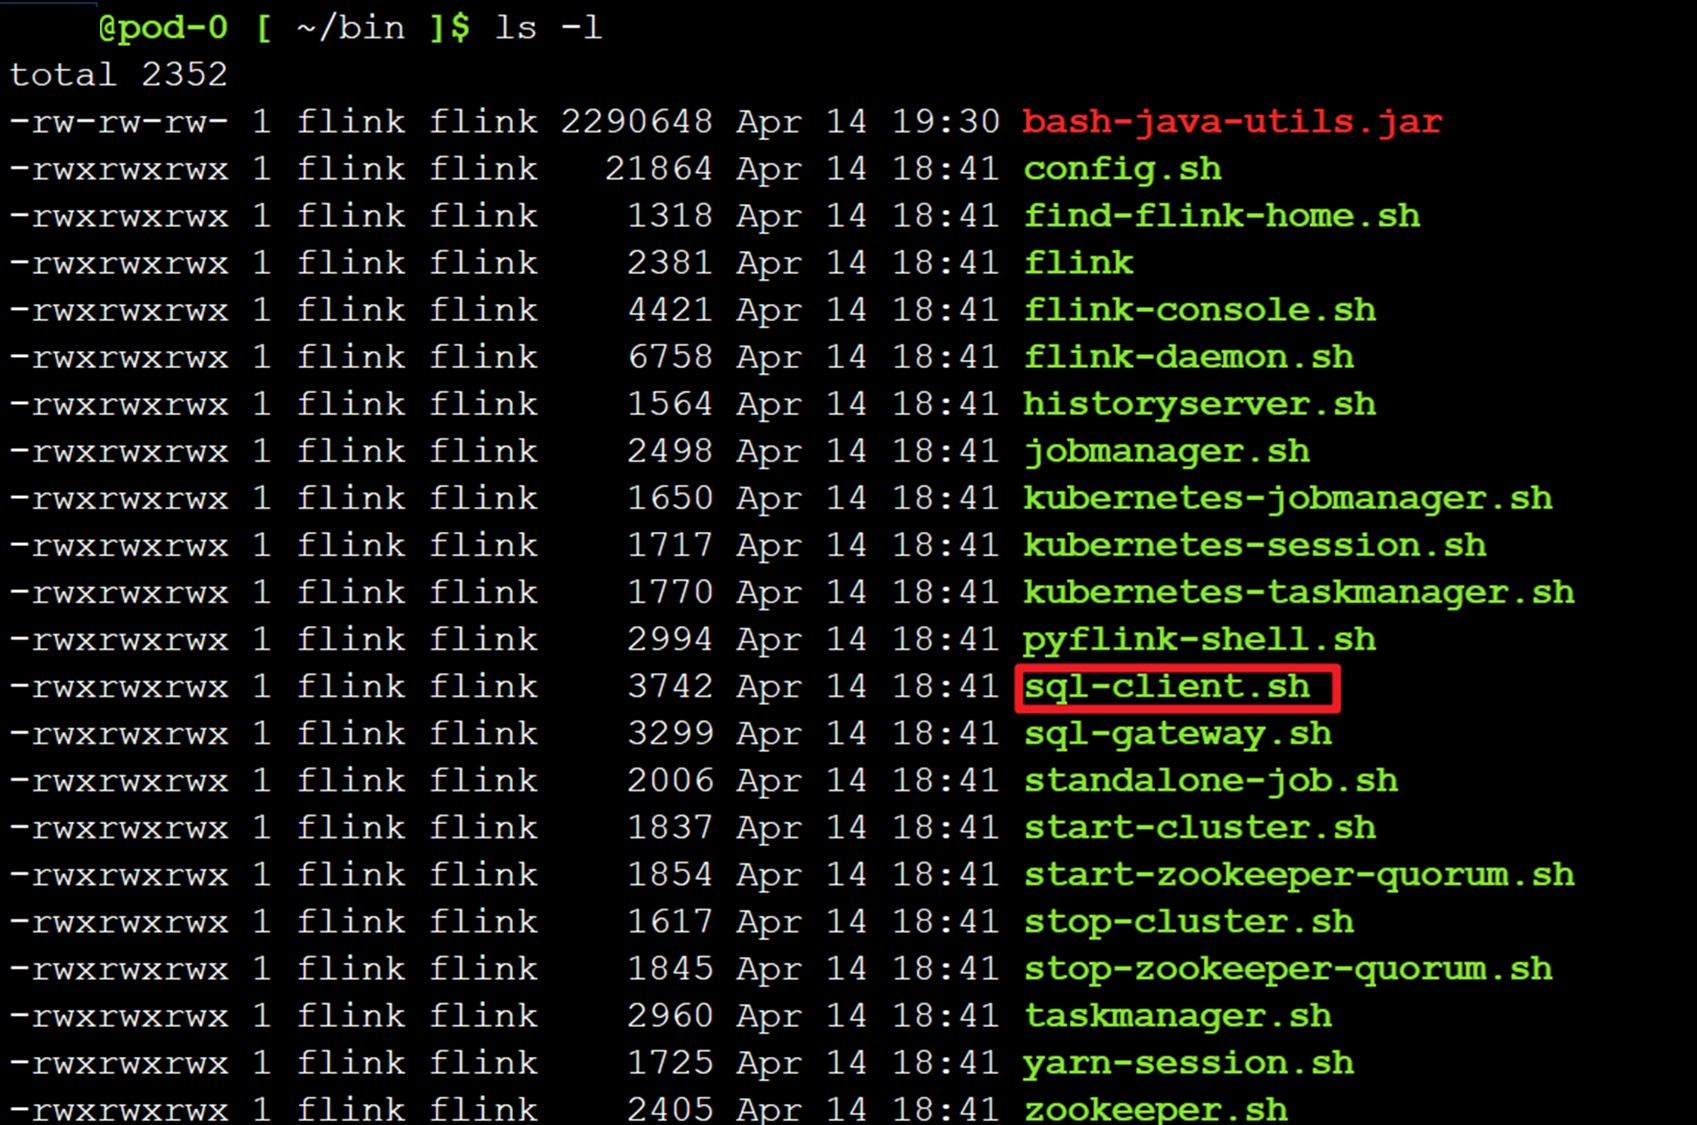 @pod-0 [ ~/bin ]$ ls -l
total 2352
-rw-rw-rw- 1 flink flink 2290648 Apr 14 19:30 bash-java-utils.jar
-rwxrwxrwx 1 flink flink   21864 Apr 14 18:41 config.sh
-rwxrwxrwx 1 flink flink    1318 Apr 14 18:41 find-flink-home.sh
-rwxrwxrwx 1 flink flink    2381 Apr 14 18:41 flink
-rwxrwxrwx 1 flink flink    4421 Apr 14 18:41 flink-console.sh
-rwxrwxrwx 1 flink flink    6758 Apr 14 18:41 flink-daemon.sh
-rwxrwxrwx 1 flink flink    1564 Apr 14 18:41 historyserver.sh
-rwxrwxrwx 1 flink flink    2498 Apr 14 18:41 jobmanager.sh
-rwxrwxrwx 1 flink flink    1650 Apr 14 18:41 kubernetes-jobmanager.sh
-rwxrwxrwx 1 flink flink    1717 Apr 14 18:41 kubernetes-session.sh
-rwxrwxrwx 1 flink flink    1770 Apr 14 18:41 kubernetes-taskmanager.sh
-rwxrwxrwx 1 flink flink    2994 Apr 14 18:41 pyflink-shell.sh
-rwxrwxrwx 1 flink flink    3742 Apr 14 18:41 sql-client.sh
-rwxrwxrwx 1 flink flink    3299 Apr 14 18:41 sql-gateway.sh
-rwxrwxrwx 1 flink flink    2006 Apr 14 18:41 standalone-job.sh
-rwxrwxrwx 1 flink flink    1837 Apr 14 18:41 start-cluster.sh
-rwxrwxrwx 1 flink flink    1854 Apr 14 18:41 start-zookeeper-quorum.sh
-rwxrwxrwx 1 flink flink    1617 Apr 14 18:41 stop-cluster.sh
-rwxrwxrwx 1 flink flink    1845 Apr 14 18:41 stop-zookeeper-quorum.sh
-rwxrwxrwx 1 flink flink    2960 Apr 14 18:41 taskmanager.sh
-rwxrwxrwx 1 flink flink    1725 Apr 14 18:41 yarn-session.sh
-rwxrwxrwx 1 flink flink    2405 Apr 14 18:41 zookeeper.sh